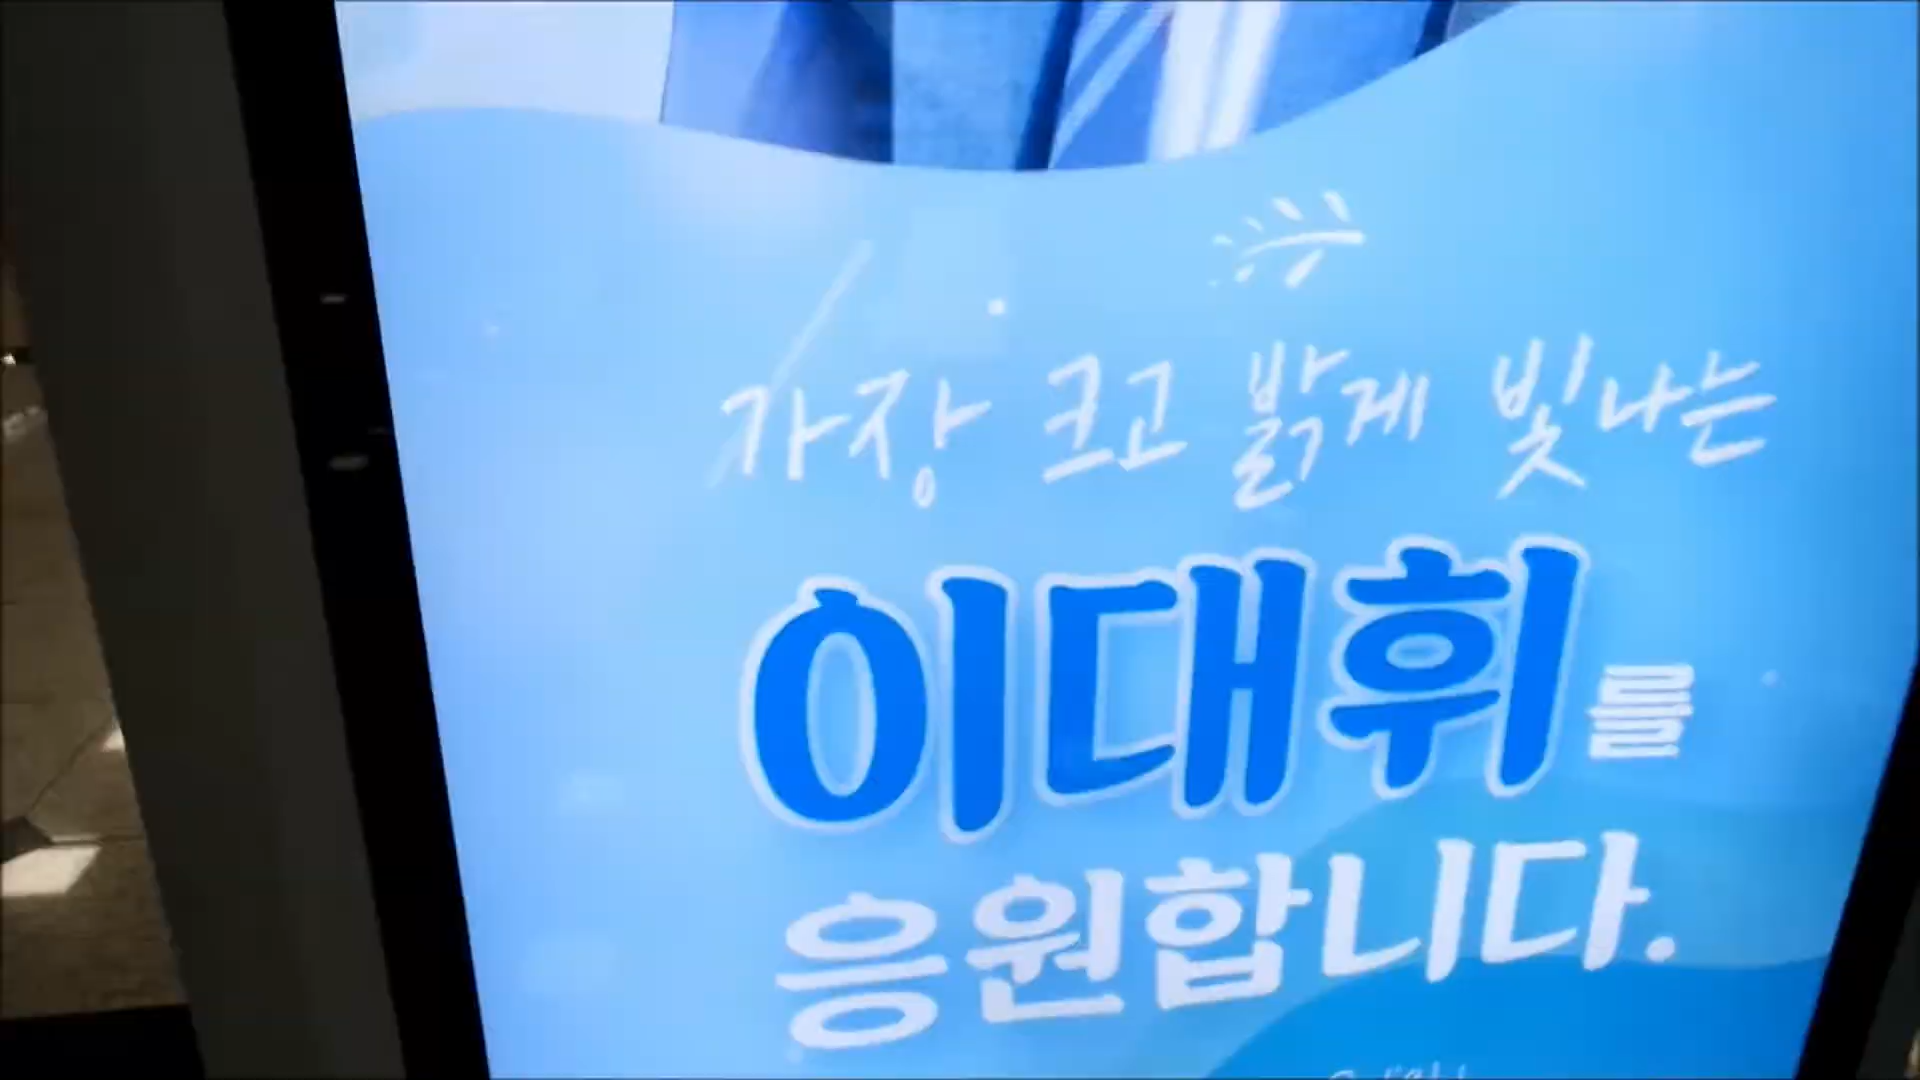 가장 크고 밝게 빛나는
이대휘를
응원합니다.